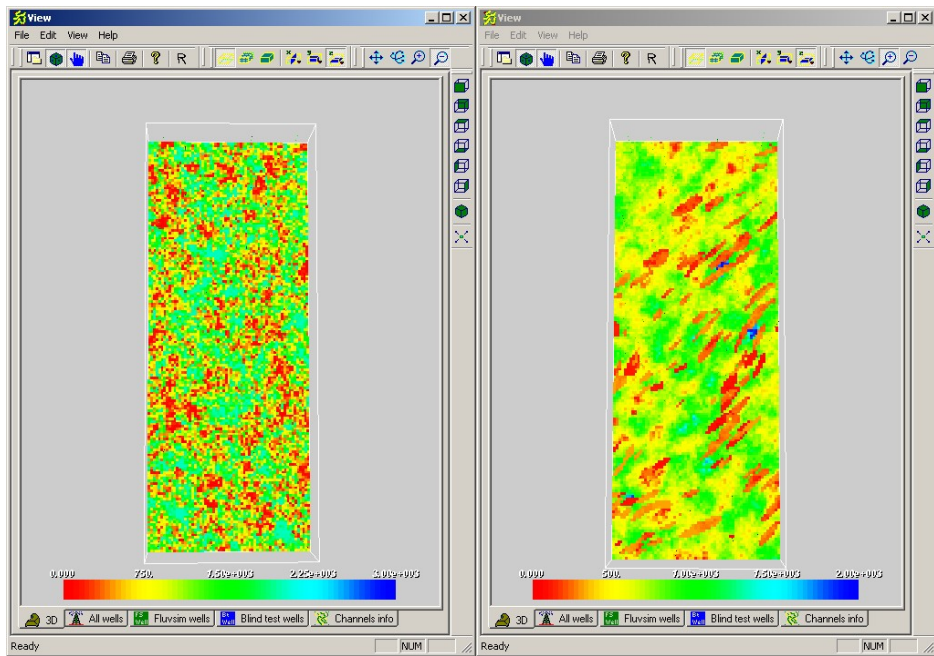 View
File Edit View Help
R
0.000 750. 1.50e+003 2.25e+003 3.00e+003
3D All wells Fluvsim wells Blind test wells Channels info
Ready NUM
View
File Edit View Help
R
0.000 500. 1.00e+003 1.50e+003 2.00e+003
3D All wells Fluvsim wells Blind test wells Channels info
Ready NUM